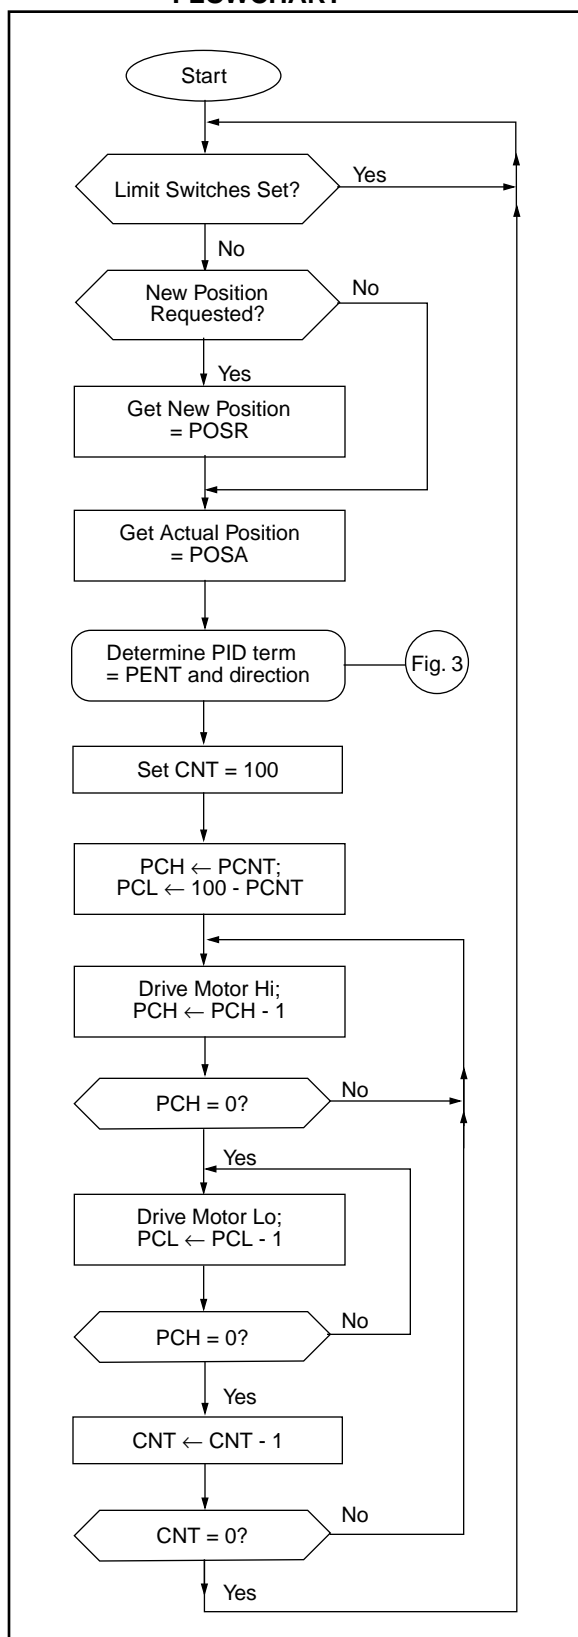 FLOWCHART
Start
Limit Switches Set?
Yes
No
New Position
Requested?
No
Yes
Get New Position
= POSR
Get Actual Position
= POSA
Determine PID term
= PENT and direction
Fig. 3
Set CNT = 100
PCH ← PCNT;
PCL ← 100 - PCNT
Drive Motor Hi;
PCH ← PCH - 1
PCH = 0?
No
Yes
Drive Motor Lo;
PCL ← PCL - 1
PCH = 0?
No
Yes
CNT ← CNT - 1
CNT = 0?
No
Yes